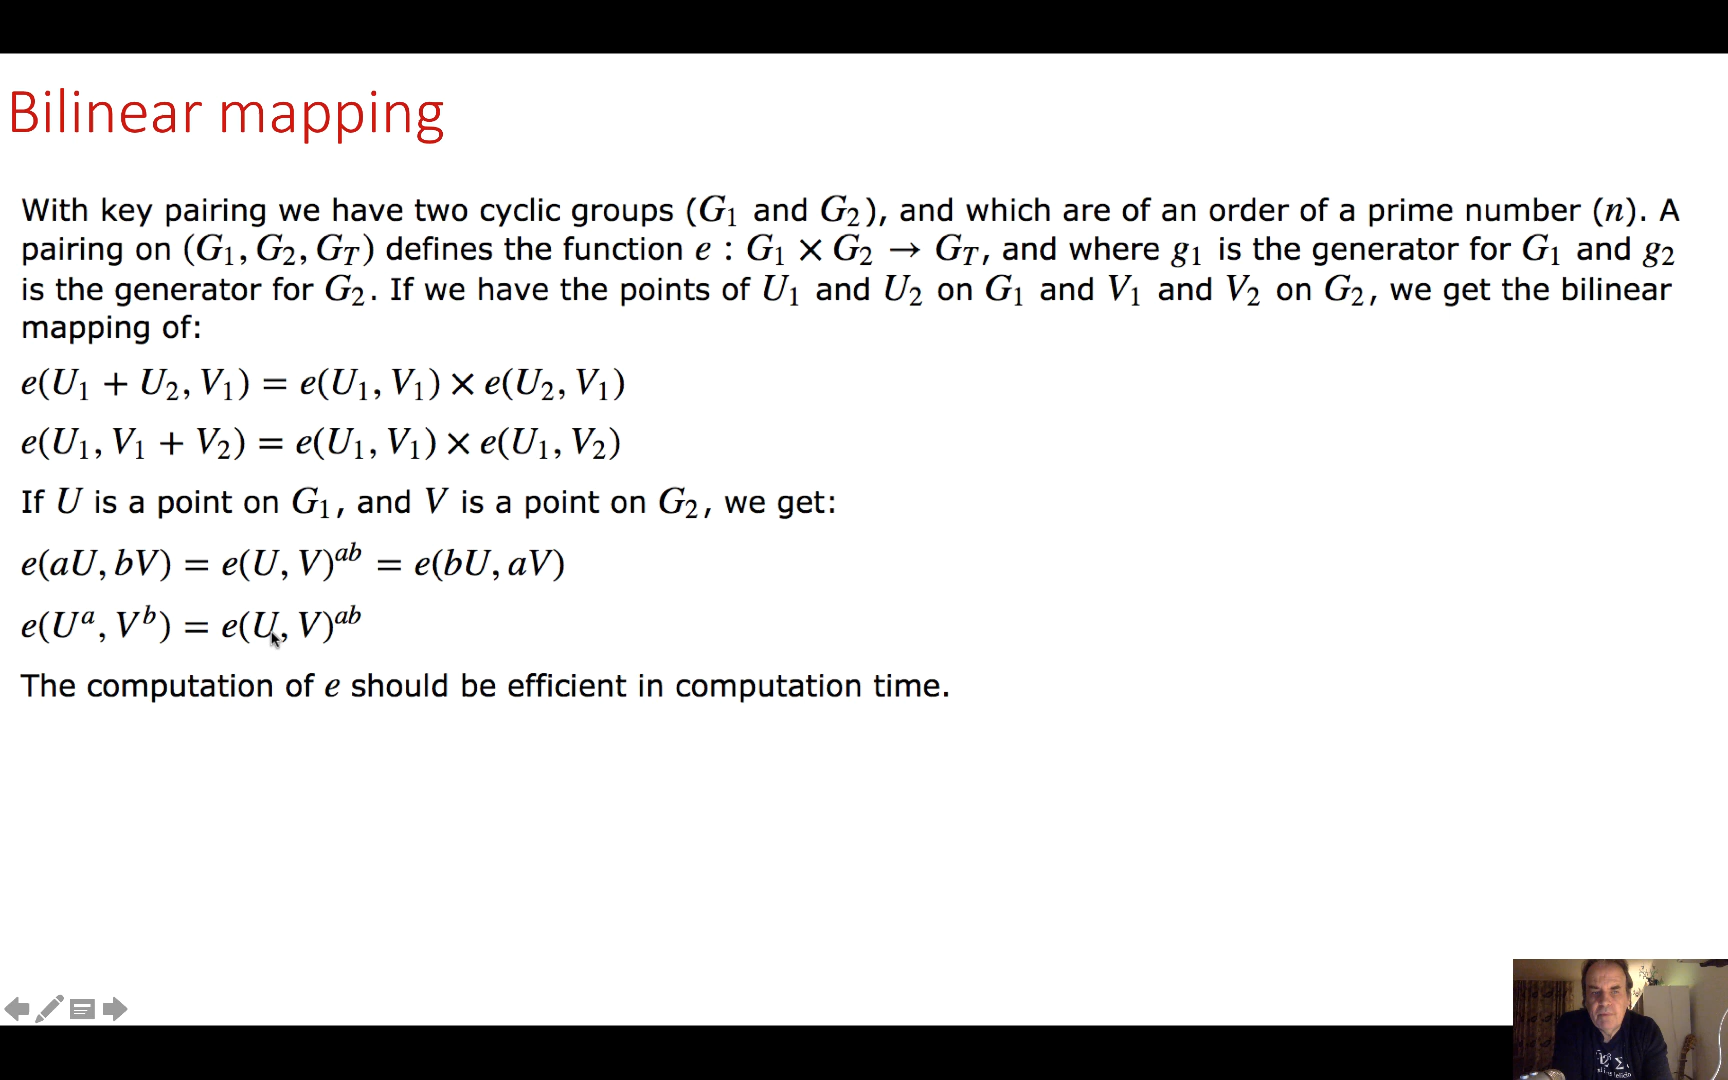 Bilinear mapping
With key pairing we have two cyclic groups (G₁ and G₂), and which are of an order of a prime number (n). A
pairing on (G₁, G₂, G_T) defines the function e : G₁ × G₂ → G_T, and where g₁ is the generator for G₁ and g₂
is the generator for G₂. If we have the points of U₁ and U₂ on G₁ and V₁ and V₂ on G₂, we get the bilinear
mapping of:
e(U₁ + U₂, V₁) = e(U₁, V₁) × e(U₂, V₁)
e(U₁, V₁ + V₂) = e(U₁, V₁) × e(U₁, V₂)
If U is a point on G₁, and V is a point on G₂, we get:
e(aU, bV) = e(U, V)ᵃᵇ = e(bU, aV)
e(Uᵃ, Vᵇ) = e(U, V)ᵃᵇ
The computation of e should be efficient in computation time.